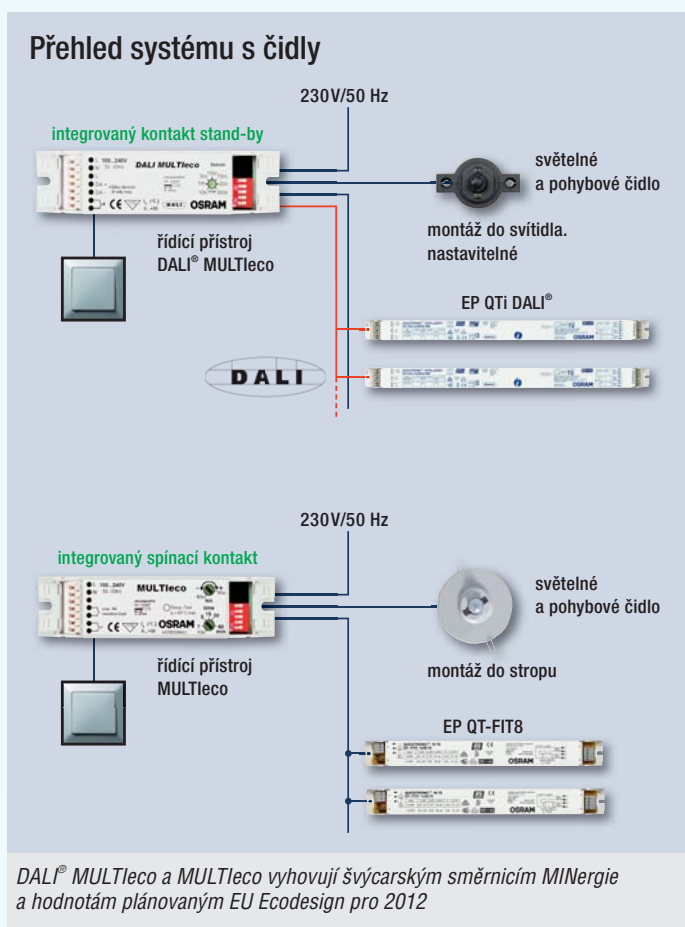 Přehled systému s čidly
230V/50 Hz
integrovaný kontakt stand-by
DALI MULTIeco
OSRAM
světelné
a pohybové čidlo
montáž do svítidla.
nastavitelné
řídící přístroj
DALI® MULTIeco
EP QTi DALI®
OSRAM
DALI
OSRAM
230V/50 Hz
integrovaný spínací kontakt
MULTIeco
OSRAM
světelné
a pohybové čidlo
montáž do stropu
řídící přístroj
MULTIeco
EP QT-FIT8
OSRAM
OSRAM
DALI® MULTIeco a MULTIeco vyhovují švýcarským směrnicím MINergie
a hodnotám plánovaným EU Ecodesign pro 2012